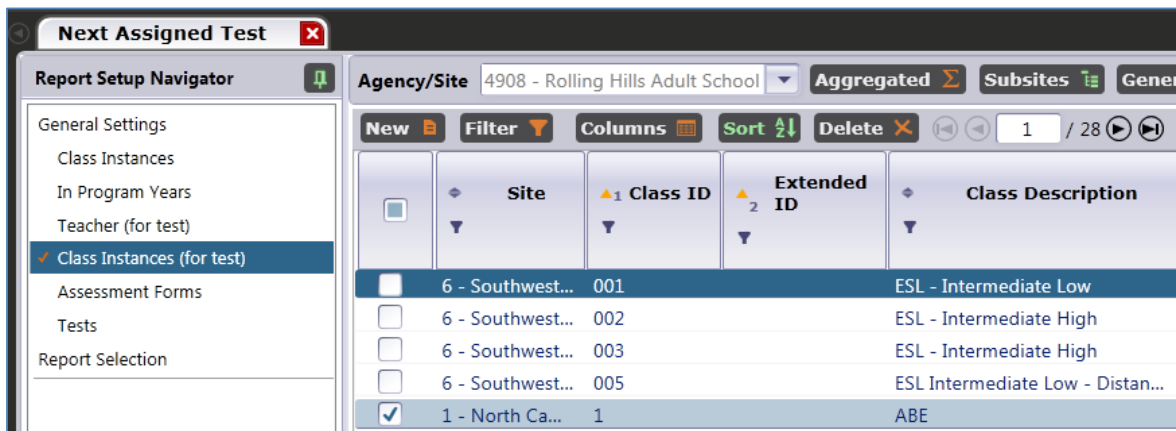 Next Assigned Test
Report Setup Navigator
General Settings
Class Instances
In Program Years
Teacher (for test)
Class Instances (for test)
Assessment Forms
Tests
Report Selection
Agency/Site 4908 - Rolling Hills Adult School Aggregated Subsites Gener
New Filter Columns Sort Delete 1 / 28
Site 1 Class ID 2 Extended ID Class Description
6 - Southwest... 001 ESL - Intermediate Low
6 - Southwest... 002 ESL - Intermediate High
6 - Southwest... 003 ESL - Intermediate High
6 - Southwest... 005 ESL Intermediate Low - Distan...
1 - North Ca... 1 ABE